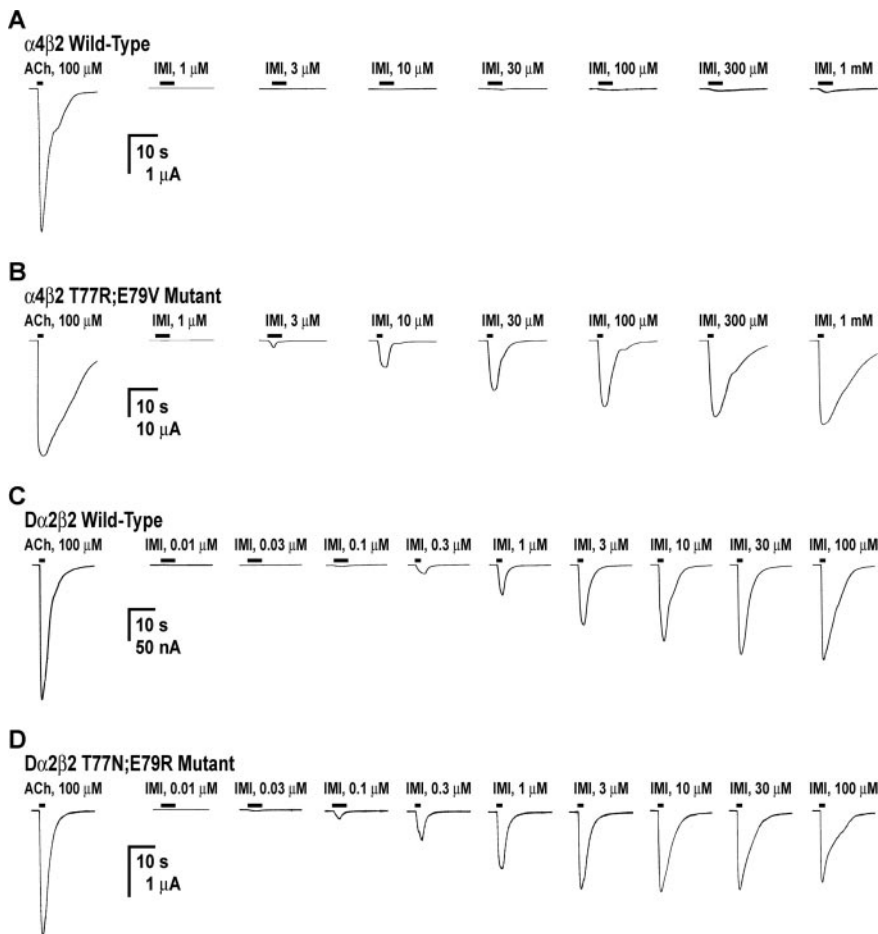 A
α4β2 Wild-Type
ACh, 100 μM IMI, 1 μM IMI, 3 μM IMI, 10 μM IMI, 30 μM IMI, 100 μM IMI, 300 μM IMI, 1 mM
10 s
1 μA
B
α4β2 T77R;E79V Mutant
ACh, 100 μM IMI, 1 μM IMI, 3 μM IMI, 10 μM IMI, 30 μM IMI, 100 μM IMI, 300 μM IMI, 1 mM
10 s
10 μA
C
Dα2β2 Wild-Type
ACh, 100 μM IMI, 0.01 μM IMI, 0.03 μM IMI, 0.1 μM IMI, 0.3 μM IMI, 1 μM IMI, 3 μM IMI, 10 μM IMI, 30 μM IMI, 100 μM
10 s
50 nA
D
Dα2β2 T77N;E79R Mutant
ACh, 100 μM IMI, 0.01 μM IMI, 0.03 μM IMI, 0.1 μM IMI, 0.3 μM IMI, 1 μM IMI, 3 μM IMI, 10 μM IMI, 30 μM IMI, 100 μM
10 s
1 μA